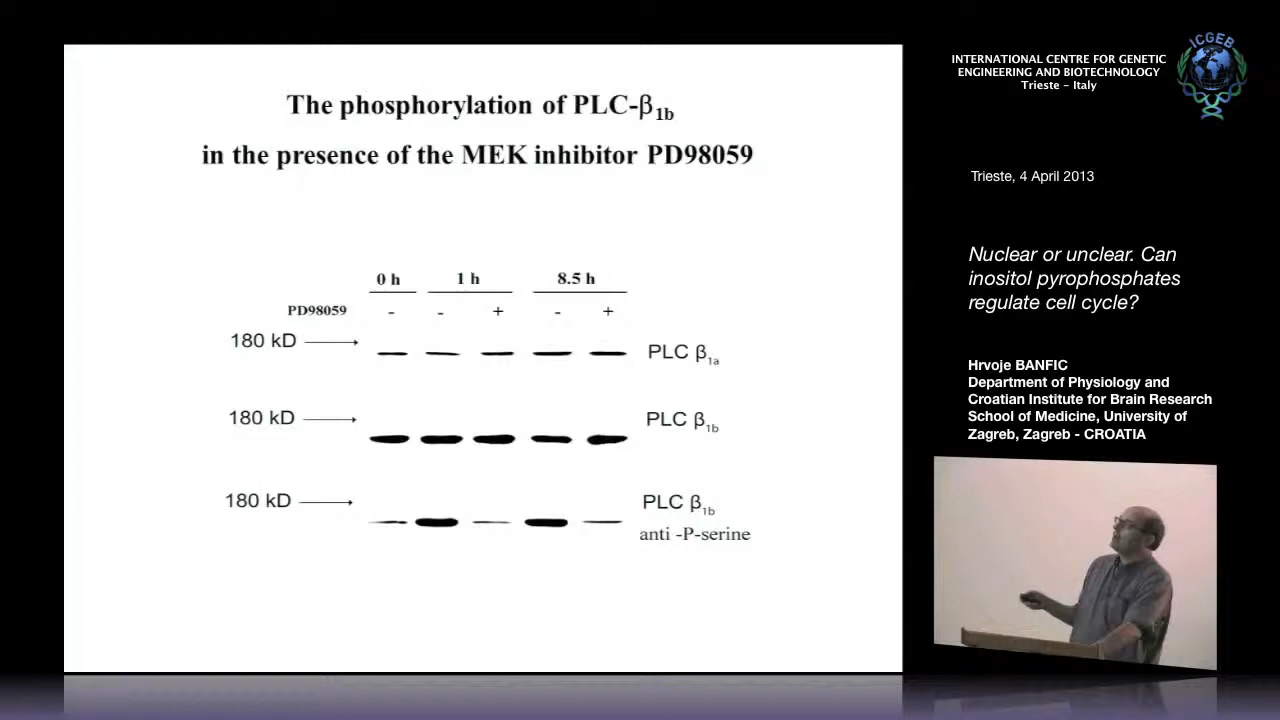 The phosphorylation of PLC-β1b
in the presence of the MEK inhibitor PD98059
0 h 1 h 8.5 h
PD98059 - - + - +
180 kD PLC β1a
180 kD PLC β1b
180 kD PLC β1b
anti -P-serine
ICGEB
INTERNATIONAL CENTRE FOR GENETIC
ENGINEERING AND BIOTECHNOLOGY
Trieste - Italy
Trieste, 4 April 2013
Nuclear or unclear. Can
inositol pyrophosphates
regulate cell cycle?
Hrvoje BANFIC
Department of Physiology and
Croatian Institute for Brain Research
School of Medicine, University of
Zagreb, Zagreb - CROATIA